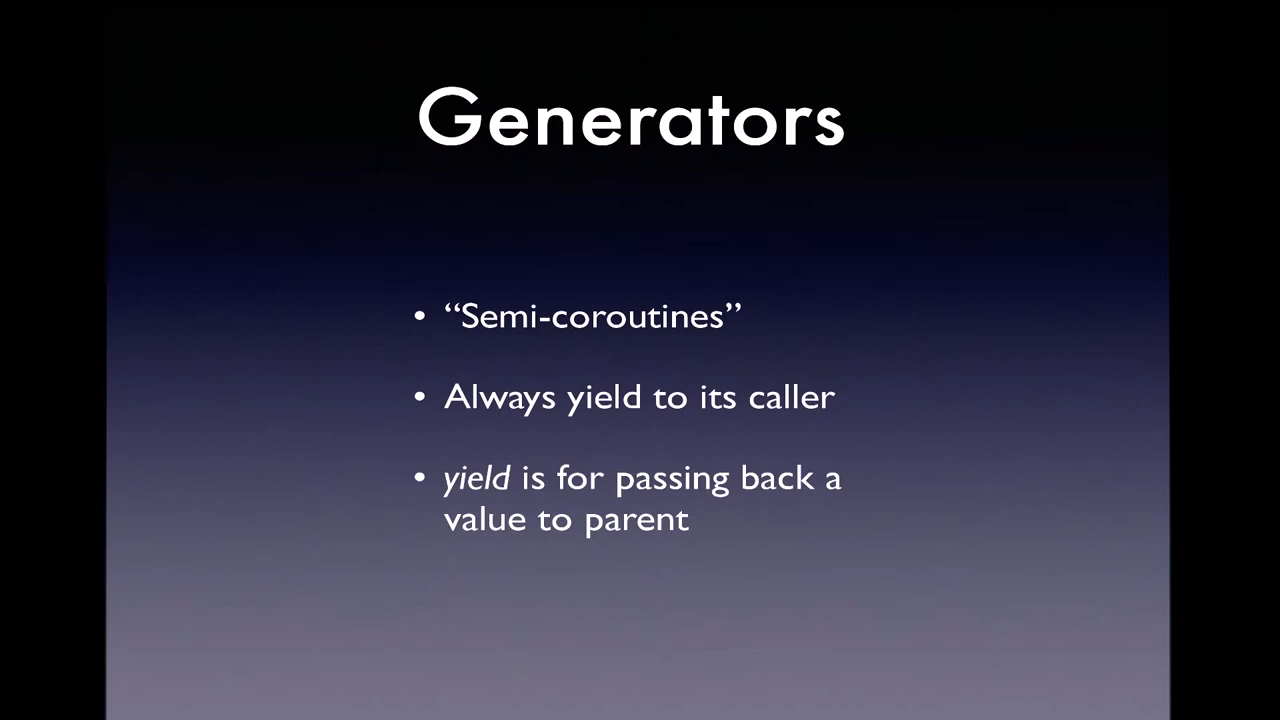 Generators
• “Semi-coroutines”
• Always yield to its caller
• yield is for passing back a
value to parent